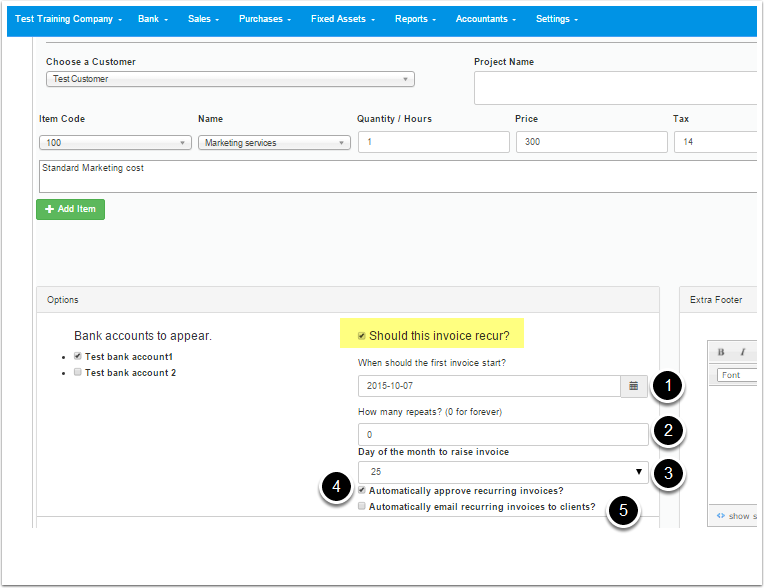 Test Training Company Bank Sales Purchases Fixed Assets Reports Accountants Settings
Choose a Customer Project Name
Test Customer
Item Code Name Quantity / Hours Price Tax
100 Marketing services 1 300 14
Standard Marketing cost
Add Item
Options Extra Footer
Bank accounts to appear. Should this invoice recur?
Test bank account1 When should the first invoice start? B I
Test bank account 2 2015-10-07 1 Font
How many repeats? (0 for forever)
0 2
Day of the month to raise invoice
25 3
4 Automatically approve recurring invoices?
Automatically email recurring invoices to clients? 5 show s